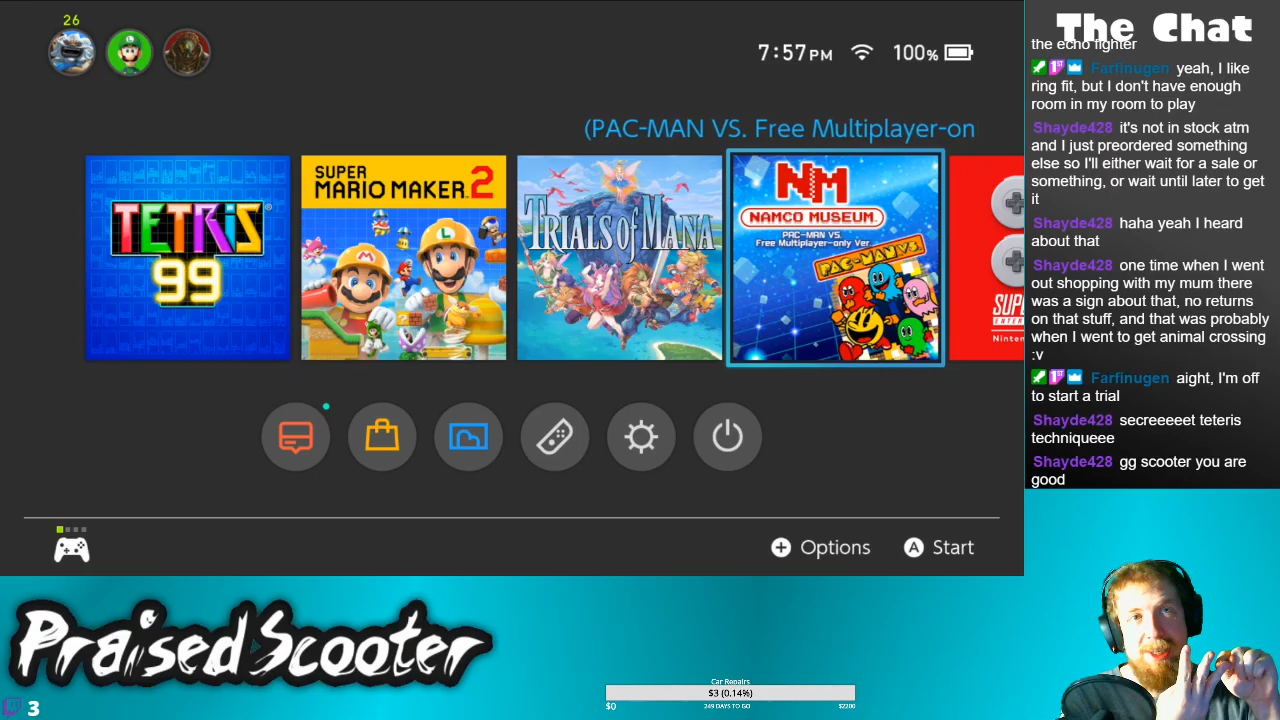 26
7:57PM
100%
(PAC-MAN VS. Free Multiplayer-on
TETRIS
99
SUPER
MARIO MAKER 2
TRIALS of MANA
NM
NAMCO MUSEUM
PAC-MAN VS.
Free Multiplayer-only Ver.
PAC-MAN VS.
Options
A Start
Praised Scooter
3
Car Repairs
$3 (0.14%)
$0
249 DAYS TO GO
$2200
The Chat
the echo fighter
Farfinugen yeah, I like
ring fit, but I don't have enough
room in my room to play
Shayde428 it's not in stock atm
and I just preordered something
else so I'll either wait for a sale or
something, or wait until later to get
it
Shayde428 haha yeah I heard
about that
Shayde428 one time when I went
out shopping with my mum there
was a sign about that, no returns
on that stuff, and that was probably
when I went to get animal crossing
:v
Farfinugen aight, I'm off
to start a trial
Shayde428 secreeeeet teteris
techniqueee
Shayde428 gg scooter you are
good